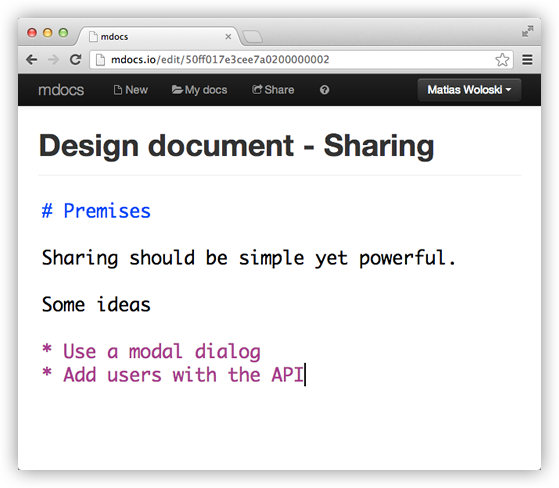 mdocs
mdocs.io/edit/50ff017e3cee7a0200000002
mdocs New My docs Share Matias Woloski
Design document - Sharing
# Premises
Sharing should be simple yet powerful.
Some ideas
* Use a modal dialog
* Add users with the API